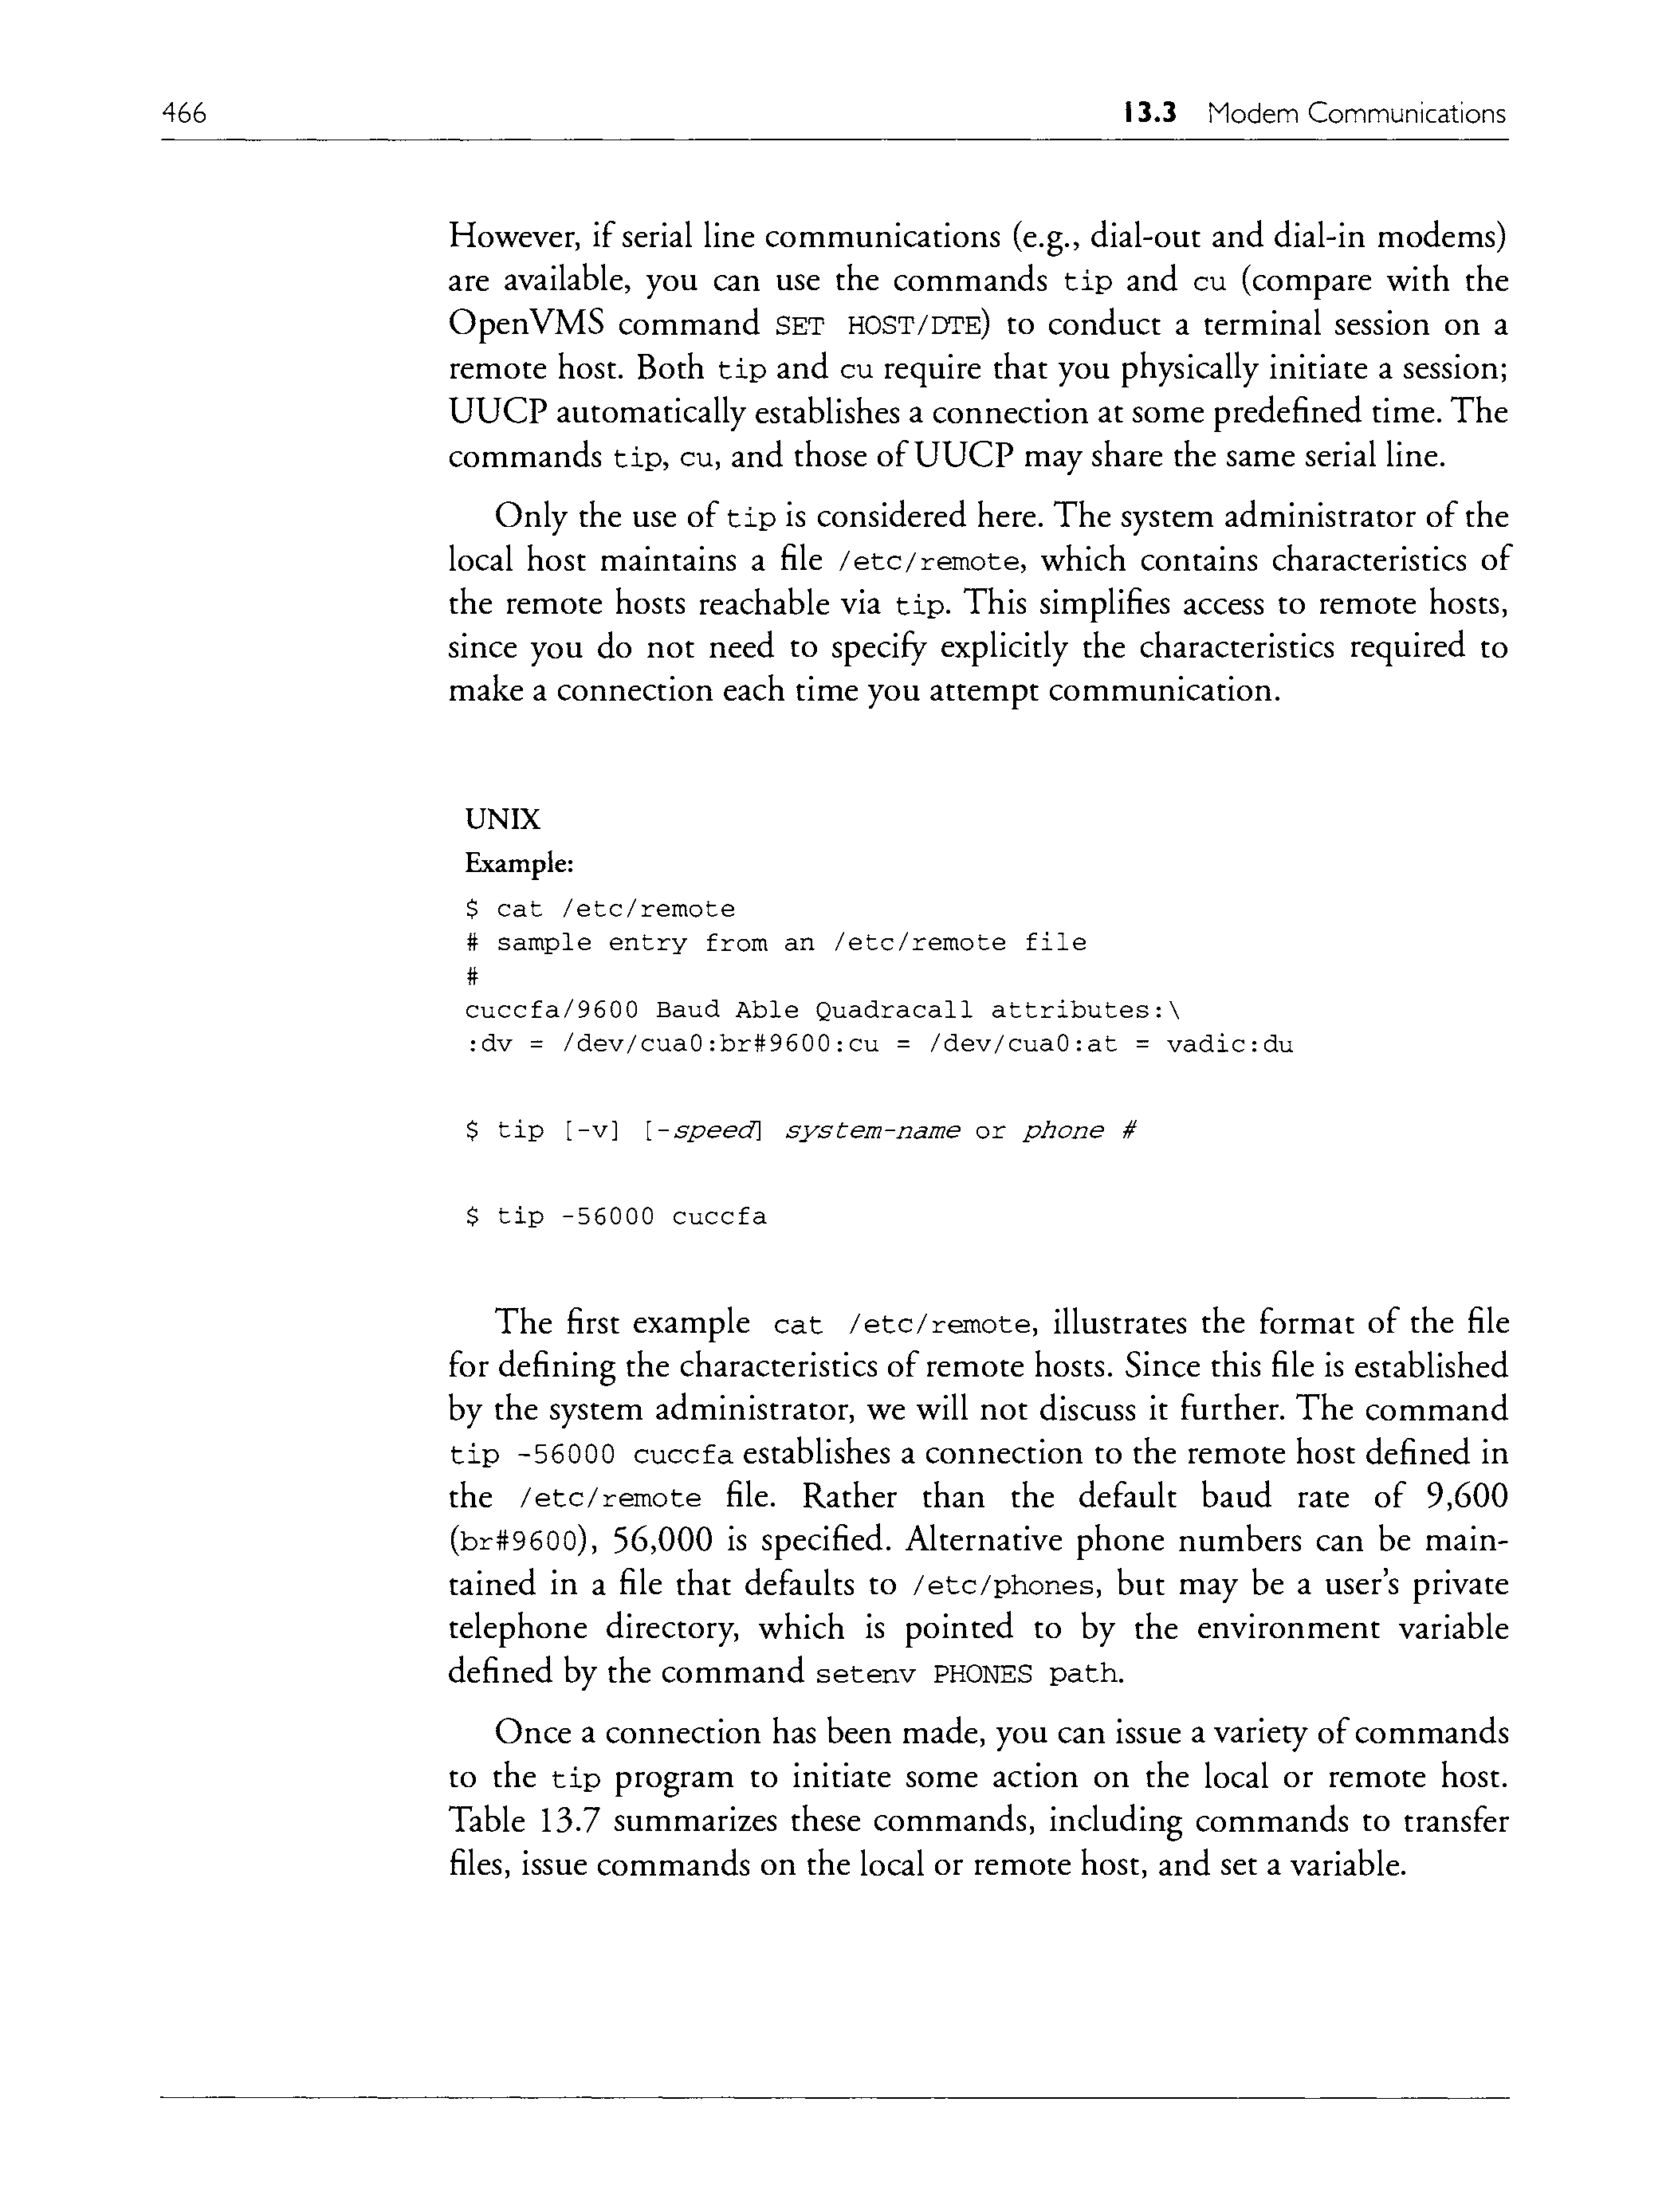 466
13.3 Modem Communications
However, if serial line communications (e.g., dial-out and dial-in modems)
are available, you can use the commands tip and cu (compare with the
OpenVMS command SET HOST/DTE) to conduct a terminal session on a
remote host. Both tip and cu require that you physically initiate a session;
UUCP automatically establishes a connection at some predefined time. The
commands tip, cu, and those of UUCP may share the same serial line.
Only the use of tip is considered here. The system administrator of the
local host maintains a file /etc/remote, which contains characteristics of
the remote hosts reachable via tip. This simplifies access to remote hosts,
since you do not need to specify explicitly the characteristics required to
make a connection each time you attempt communication.
UNIX
Example:
$ cat /etc/remote
# sample entry from an /etc/remote file
#
cuccfa/9600 Baud Able Quadracall attributes:\
:dv = /dev/cua0:br#9600:cu = /dev/cua0:at = vadic:du
$ tip [-v] [-speed] system-name or phone #
$ tip -56000 cuccfa
The first example cat /etc/remote, illustrates the format of the file
for defining the characteristics of remote hosts. Since this file is established
by the system administrator, we will not discuss it further. The command
tip -56000 cuccfa establishes a connection to the remote host defined in
the /etc/remote file. Rather than the default baud rate of 9,600
(br#9600), 56,000 is specified. Alternative phone numbers can be main-
tained in a file that defaults to /etc/phones, but may be a user's private
telephone directory, which is pointed to by the environment variable
defined by the command setenv PHONES path.
Once a connection has been made, you can issue a variety of commands
to the tip program to initiate some action on the local or remote host.
Table 13.7 summarizes these commands, including commands to transfer
files, issue commands on the local or remote host, and set a variable.